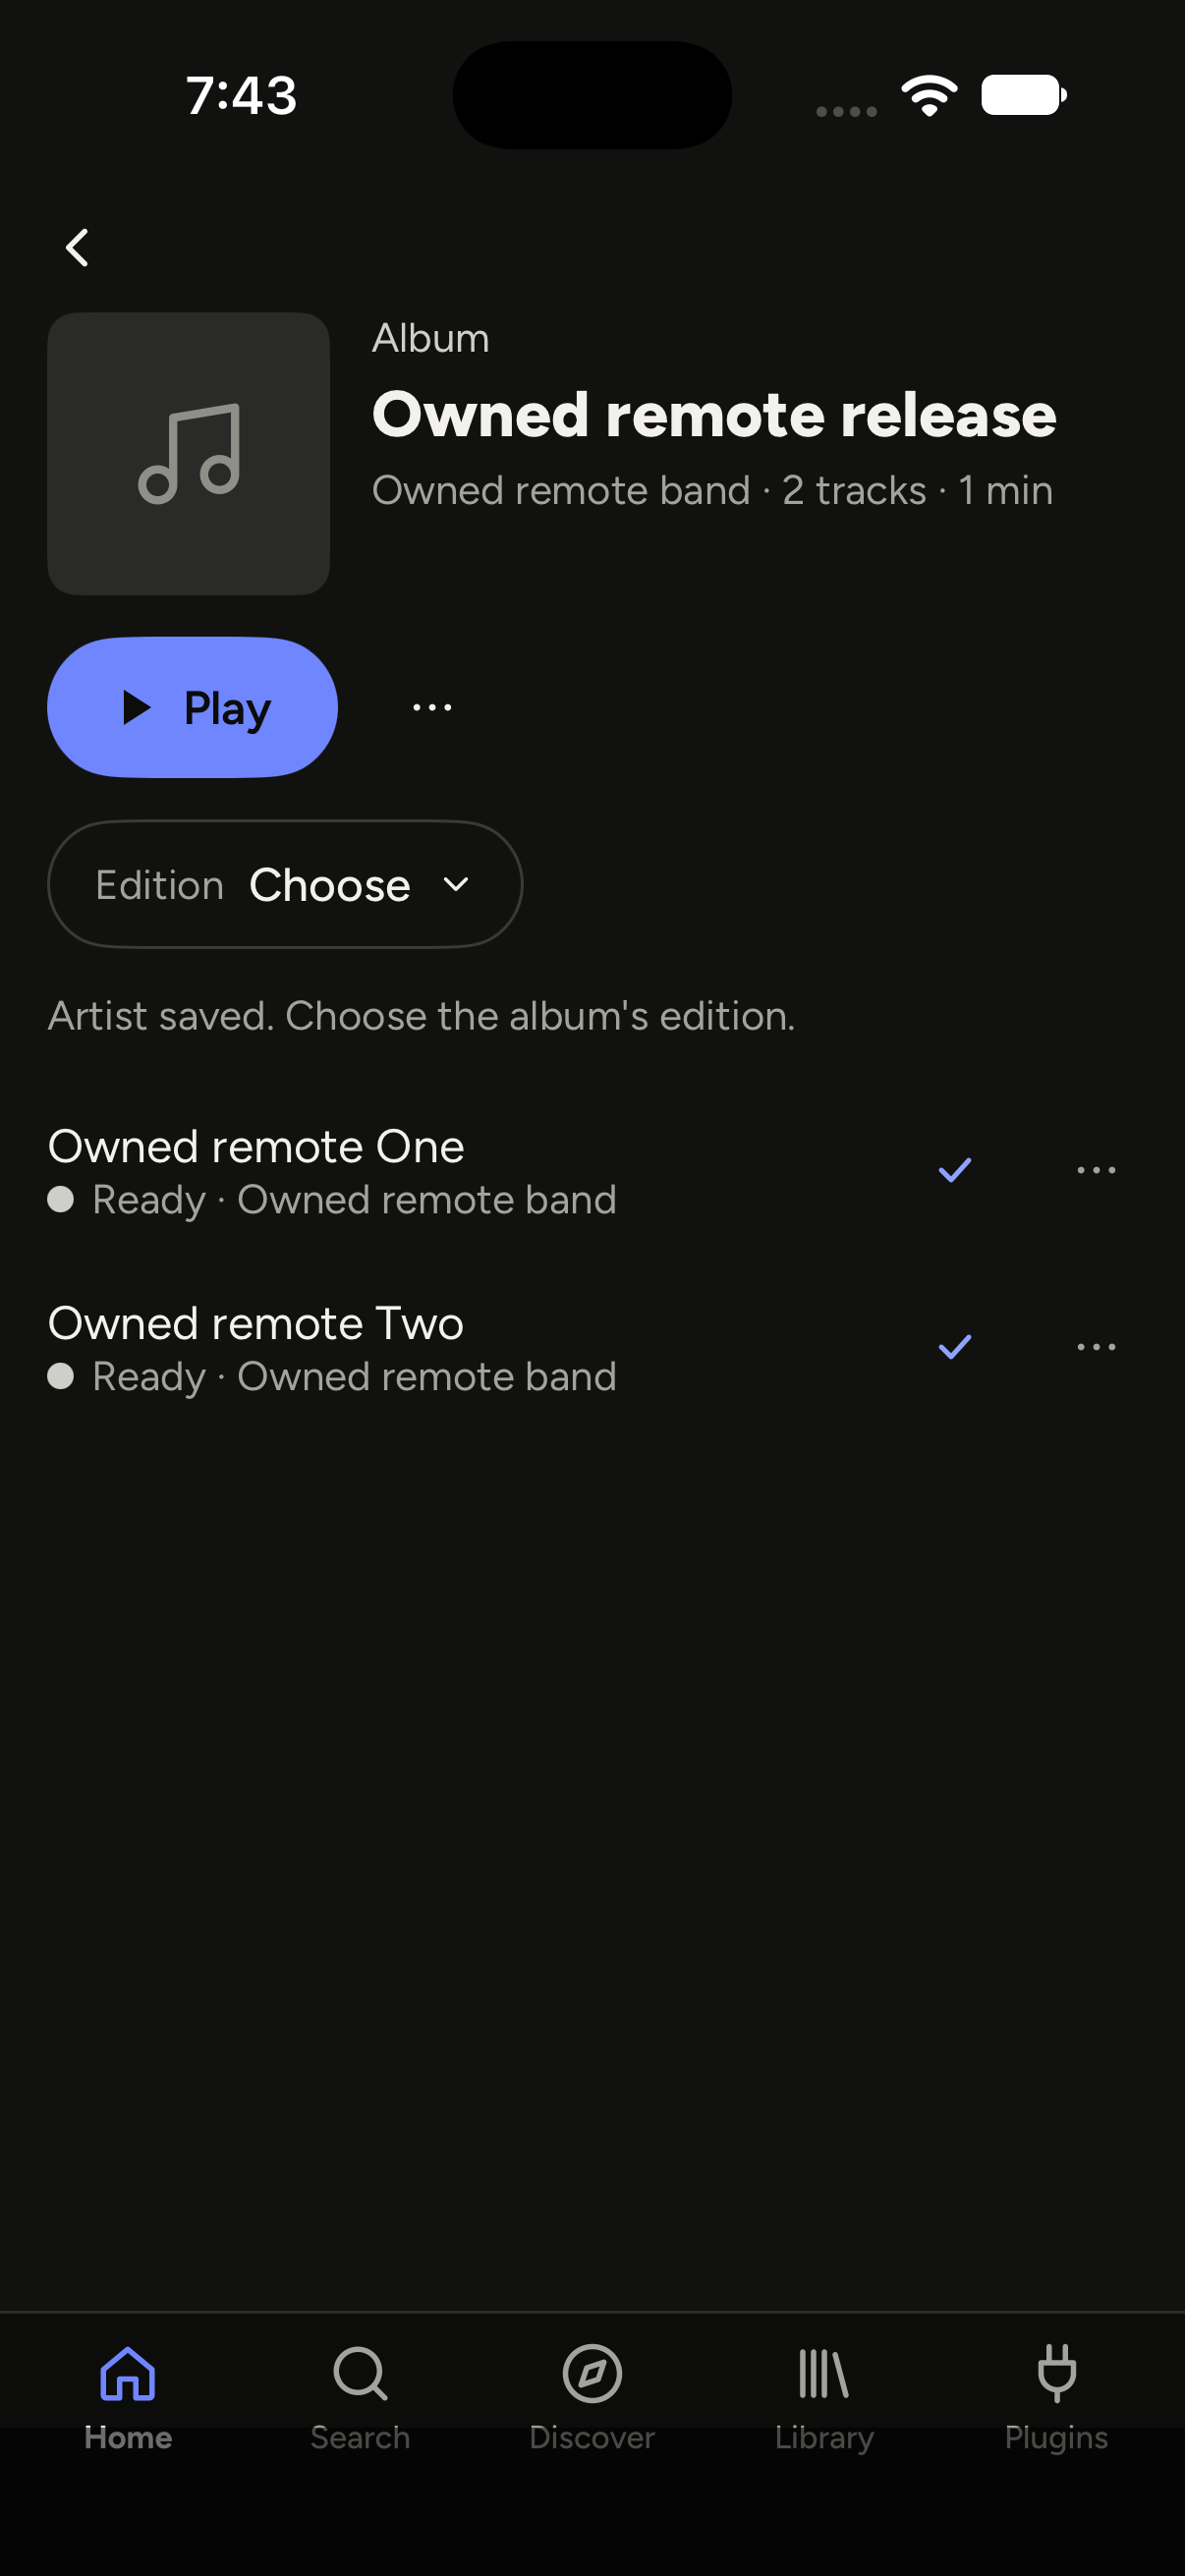 7:43
Album
Owned remote release
Owned remote band · 2 tracks · 1 min
Play
Edition Choose
Artist saved. Choose the album's edition.
Owned remote One
Ready · Owned remote band
Owned remote Two
Ready · Owned remote band
Home Search Discover Library Plugins